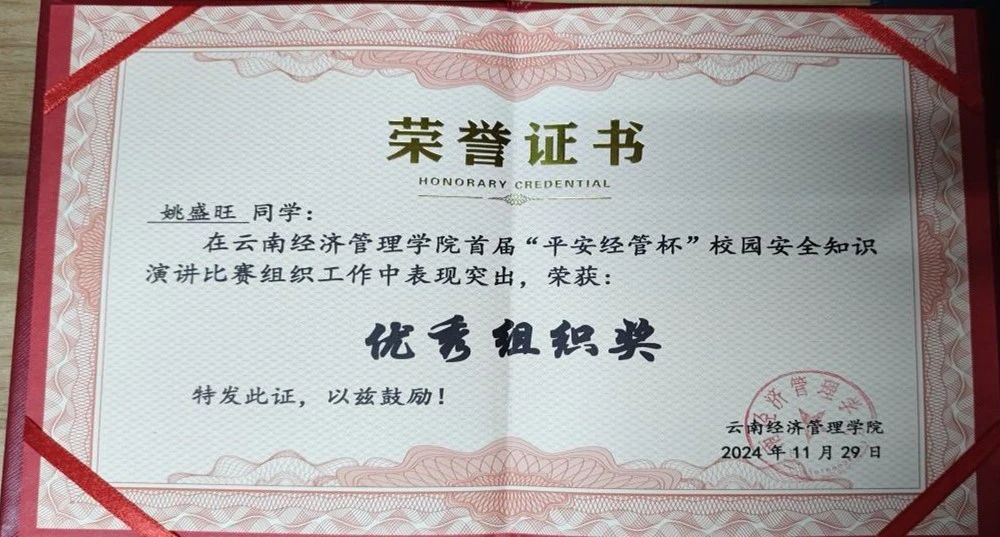 荣誉证书
HONORARY CREDENTIAL
姚盛旺 同学：
在云南经济管理学院首届“平安经管杯”校园安全知识
演讲比赛组织工作中表现突出，荣获：
优秀组织奖
特发此证，以兹鼓励！
云南经济管理学院
2024 年 11 月 29 日